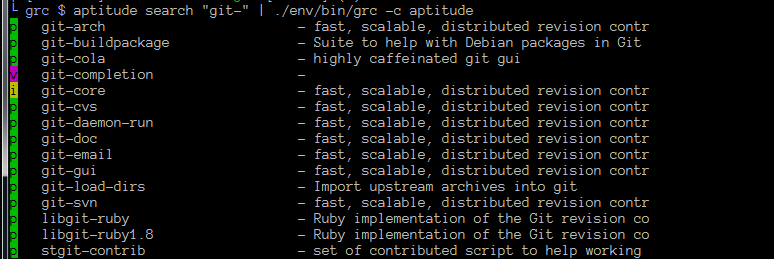 grc $ aptitude search "git-" | ./env/bin/grc -c aptitude
p git-arch - fast, scalable, distributed revision contr
p git-buildpackage - Suite to help with Debian packages in Git
p git-cola - highly caffeinated git gui
v git-completion -
i git-core - fast, scalable, distributed revision contr
p git-cvs - fast, scalable, distributed revision contr
p git-daemon-run - fast, scalable, distributed revision contr
p git-doc - fast, scalable, distributed revision contr
p git-email - fast, scalable, distributed revision contr
p git-gui - fast, scalable, distributed revision contr
p git-load-dirs - Import upstream archives into git
p git-svn - fast, scalable, distributed revision contr
p libgit-ruby - Ruby implementation of the Git revision co
p libgit-ruby1.8 - Ruby implementation of the Git revision co
p stgit-contrib - set of contributed script to help working